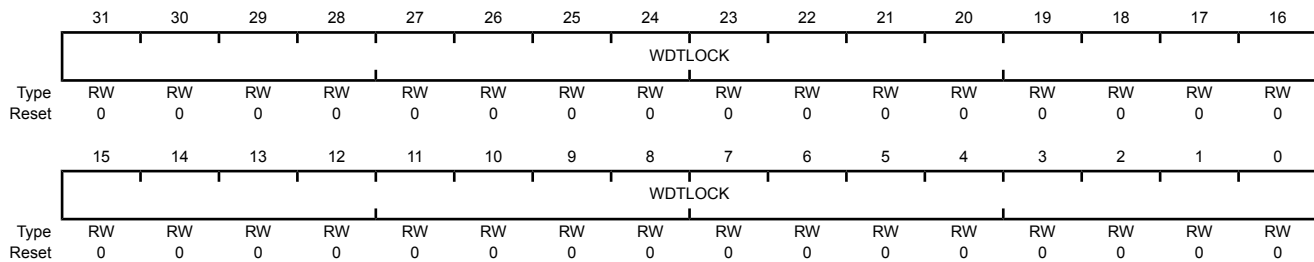 31 30 29 28 27 26 25 24 23 22 21 20 19 18 17 16
WDTLOCK
Type RW RW RW RW RW RW RW RW RW RW RW RW RW RW RW RW
Reset 0 0 0 0 0 0 0 0 0 0 0 0 0 0 0 0
15 14 13 12 11 10 9 8 7 6 5 4 3 2 1 0
WDTLOCK
Type RW RW RW RW RW RW RW RW RW RW RW RW RW RW RW RW
Reset 0 0 0 0 0 0 0 0 0 0 0 0 0 0 0 0